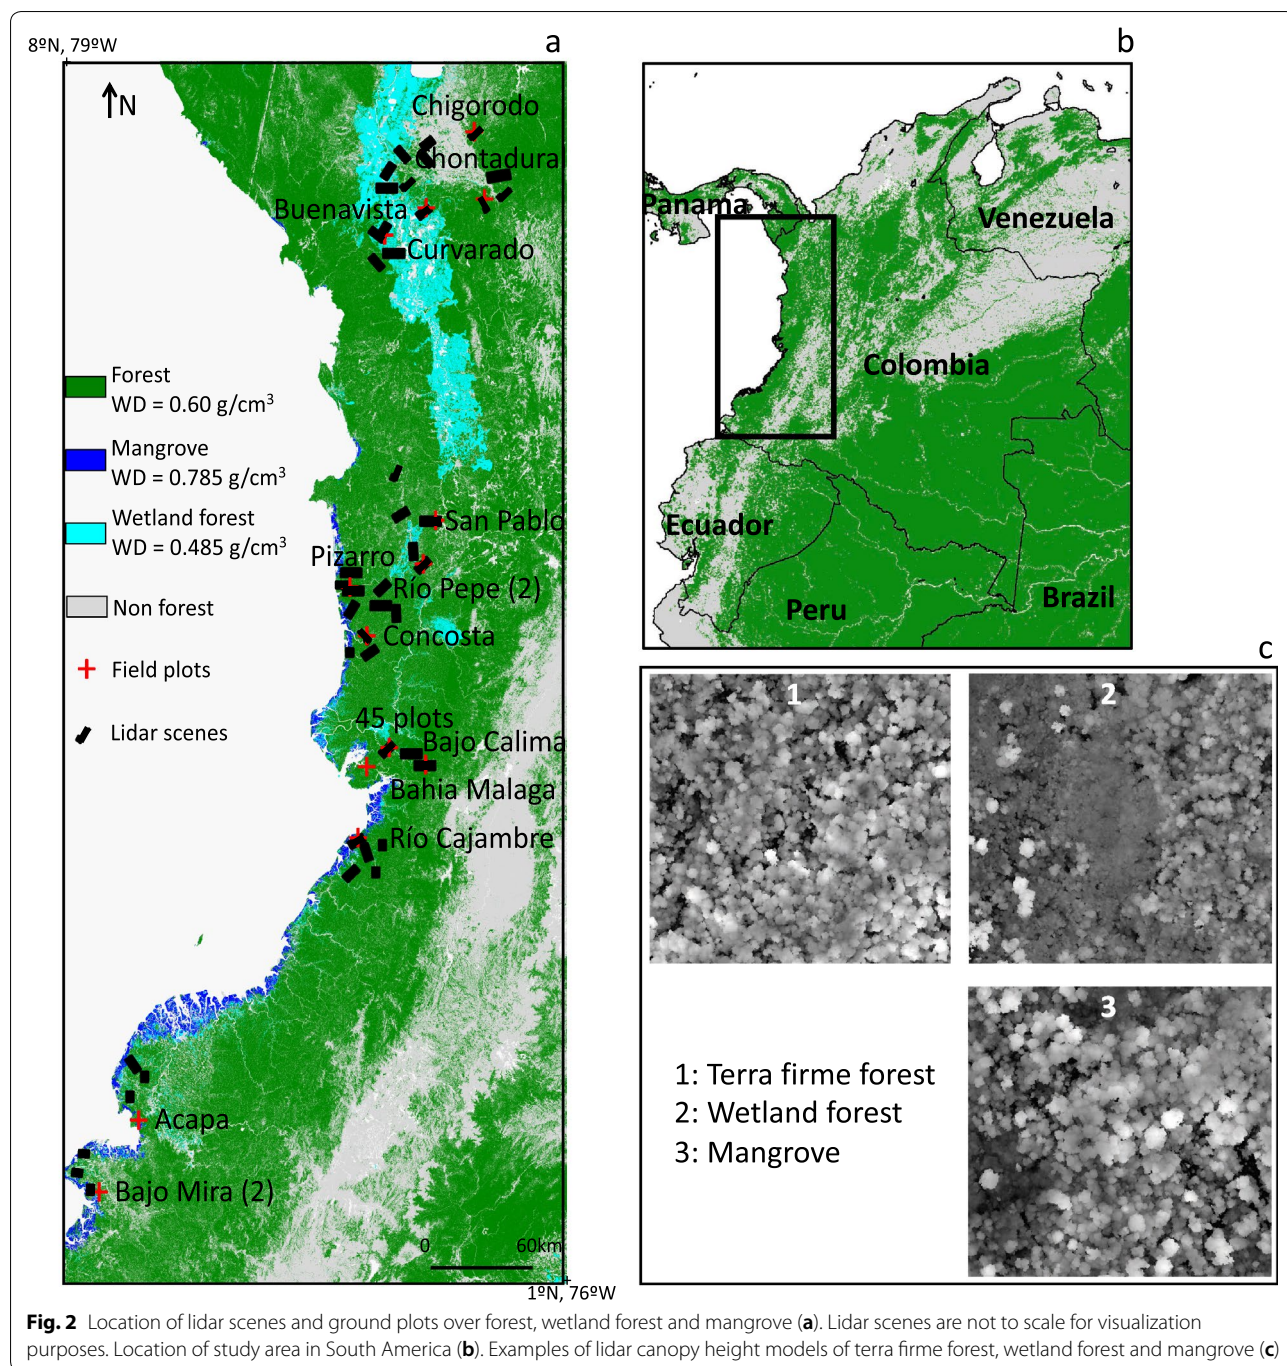 8ºN, 79ºW
a
N
Chigorodo
Chontadural
Buenavista
Curvarado
Forest
WD = 0.60 g/cm³
Mangrove
WD = 0.785 g/cm³
Wetland forest
WD = 0.485 g/cm³
Non forest
Field plots
Lidar scenes
San Pablo
Pizarro
Río Pepe (2)
Concosta
45 plots
Bajo Calima
Bahia Malaga
Río Cajambre
Acapa
Bajo Mira (2)
0 60km
1ºN, 76ºW
b
Panama
Venezuela
Colombia
Ecuador
Peru
Brazil
c
1
2
3
1: Terra firme forest
2: Wetland forest
3: Mangrove
Fig. 2 Location of lidar scenes and ground plots over forest, wetland forest and mangrove (a). Lidar scenes are not to scale for visualization
purposes. Location of study area in South America (b). Examples of lidar canopy height models of terra firme forest, wetland forest and mangrove (c)